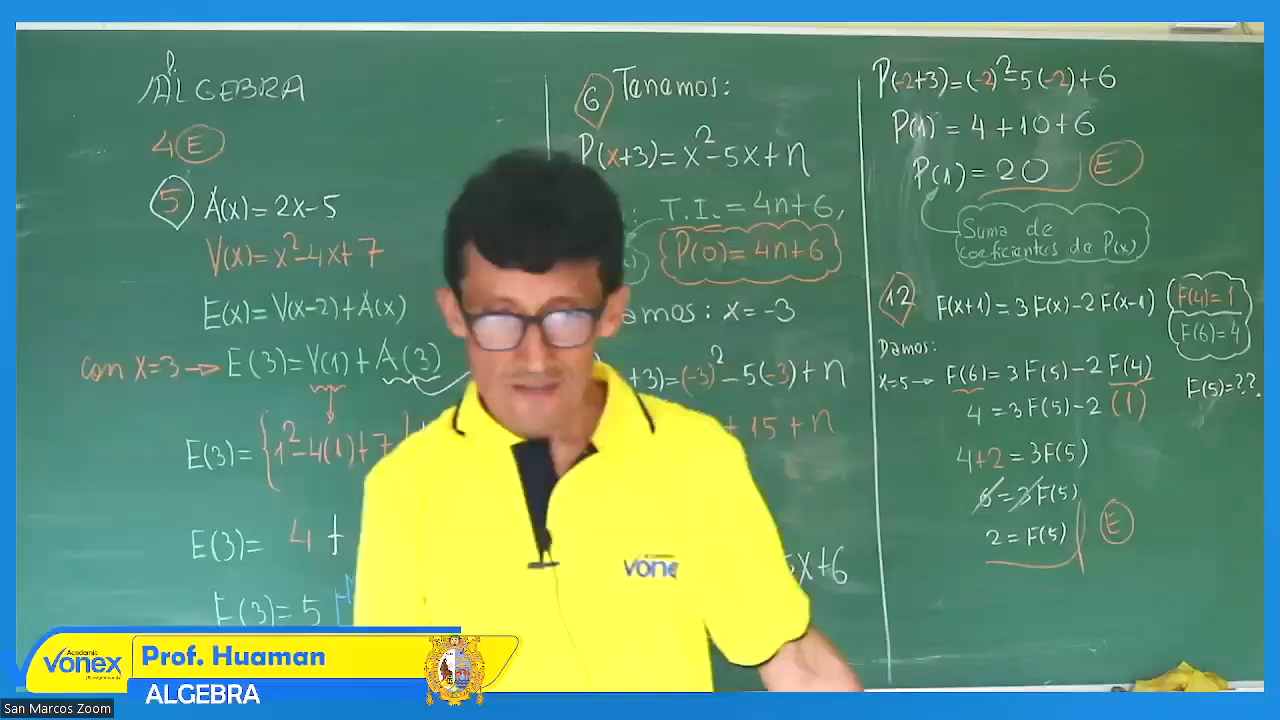 ALGEBRA
4 E
5 A(x)=2x-5
V(x)=x²-4x+7
E(x)=V(x-2)+A(x)
con x=3→ E(3)=V(1)+A(3)
E(3)={1²-4(1)+7
E(3)= 4 +
E(3)=5
6 Tenamos:
P(x+3)=x²-5x+n
T.I.=4n+6,
P(0)=4n+6
amos: x=-3
+3)=(-3)²-5(-3)+n
+15+n
x+6
P(-2+3)=(-2)²-5(-2)+6
P(1)=4+10+6
P(1)=20 E
Suma de
coeficientes de P(x)
12 F(x+1)=3F(x)-2F(x-1)
F(4)=1
F(6)=4
F(5)=??
Damos:
x=5→ F(6)=3F(5)-2F(4)
4=3F(5)-2(1)
4+2=3F(5)
6=3F(5)
2=F(5) E
vonex
Academia
vonex
Prof. Huaman
ALGEBRA
San Marcos Zoom